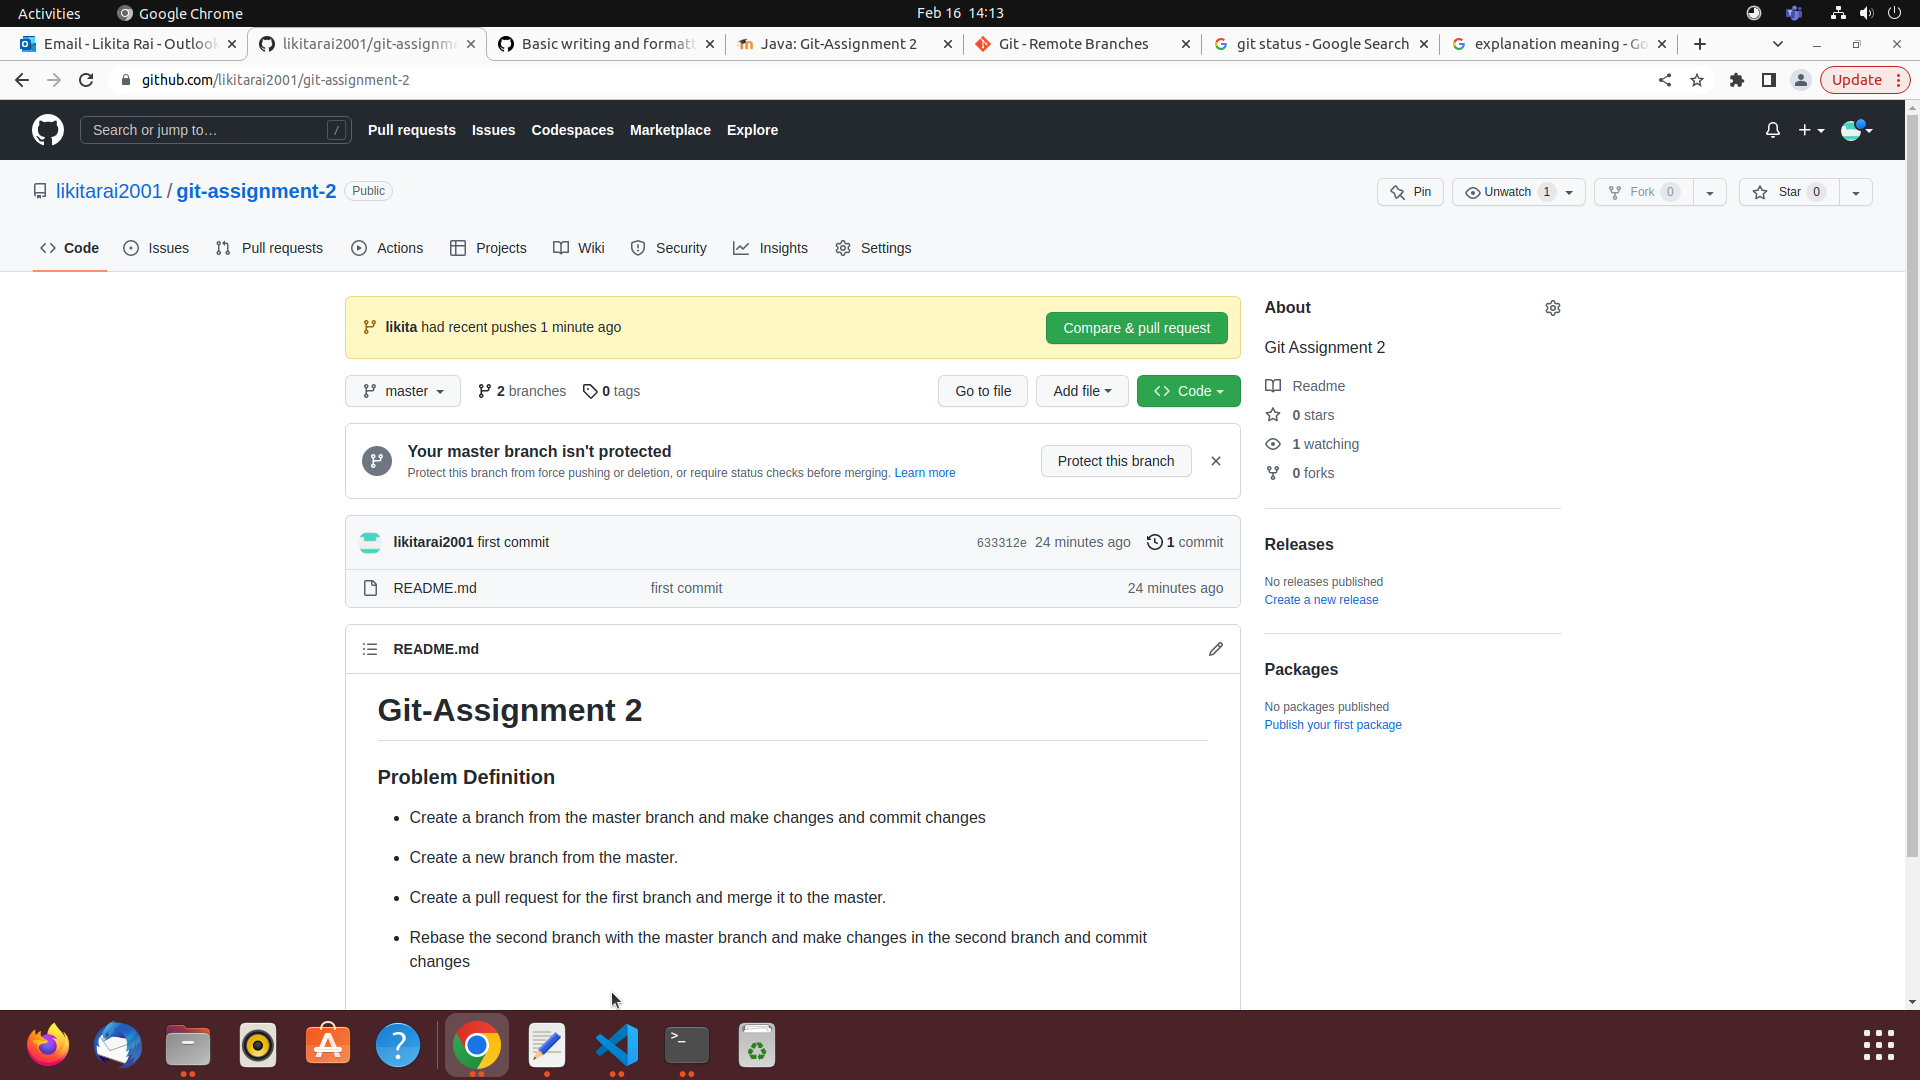 Activities Google Chrome Feb 16 14:13
Email - Likita Rai - Outlook likitarai2001/git-assignme Basic writing and formatt Java: Git-Assignment 2 Git - Remote Branches git status - Google Search explanation meaning - Go
github.com/likitarai2001/git-assignment-2 Update
Search or jump to… / Pull requests Issues Codespaces Marketplace Explore
likitarai2001 / git-assignment-2 Public Pin Unwatch 1 Fork 0 Star 0
Code Issues Pull requests Actions Projects Wiki Security Insights Settings
likita had recent pushes 1 minute ago Compare & pull request
master 2 branches 0 tags Go to file Add file Code
Your master branch isn't protected
Protect this branch from force pushing or deletion, or require status checks before merging. Learn more
Protect this branch
likitarai2001 first commit 633312e 24 minutes ago 1 commit
README.md first commit 24 minutes ago
README.md
Git-Assignment 2
Problem Definition
• Create a branch from the master branch and make changes and commit changes
• Create a new branch from the master.
• Create a pull request for the first branch and merge it to the master.
• Rebase the second branch with the master branch and make changes in the second branch and commit
changes
About
Git Assignment 2
Readme
0 stars
1 watching
0 forks
Releases
No releases published
Create a new release
Packages
No packages published
Publish your first package